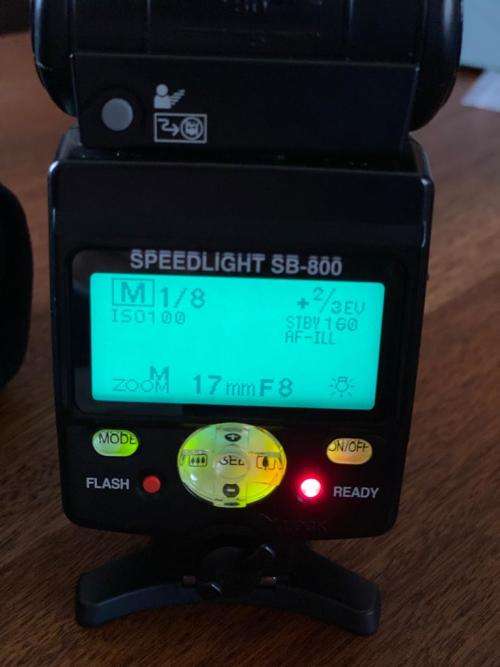 SPEEDLIGHT SB-800
M 1/8 +2/3EV
ISO100 STBY160
AF-ILL
ZOOM M 17mm F8
MODE SEL ON/OFF
FLASH READY